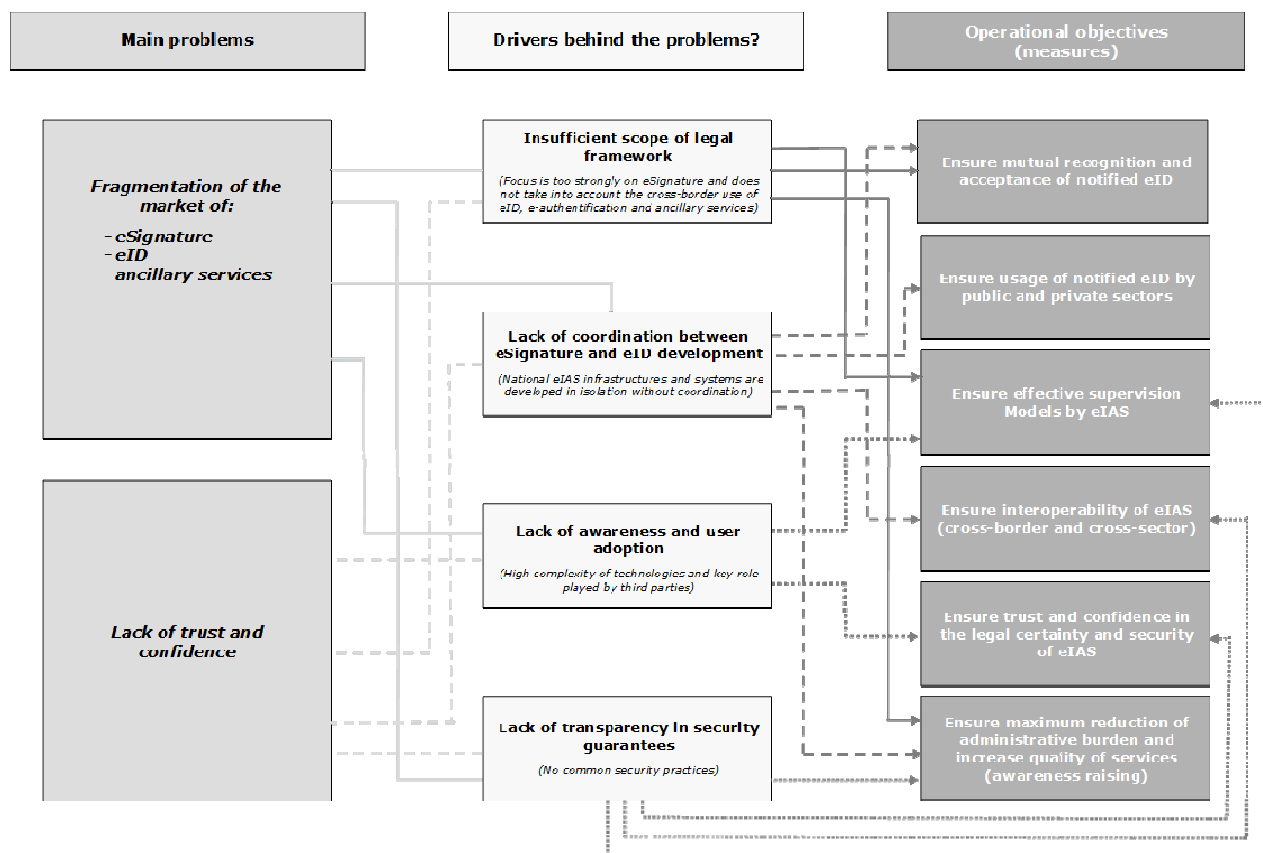 Main problems
Drivers behind the problems?
Operational objectives
(measures)
Fragmentation of the
market of:
- eSignature
- eID
ancillary services
Lack of trust and
confidence
Insufficient scope of legal
framework
(Focus is too strongly on eSignature and does
not take into account the cross-border use of
eID, e-authentification and ancillary services)
Lack of coordination between
eSignature and eID development
(National eIAS infrastructures and systems are
developed in isolation without coordination)
Lack of awareness and user
adoption
(High complexity of technologies and key role
played by third parties)
Lack of transparency in security
guarantees
(No common security practices)
Ensure mutual recognition and
acceptance of notified eID
Ensure usage of notified eID by
public and private sectors
Ensure effective supervision
Models by eIAS
Ensure interoperability of eIAS
(cross-border and cross-sector)
Ensure trust and confidence in
the legal certainty and security
of eIAS
Ensure maximum reduction of
administrative burden and
increase quality of services
(awareness raising)